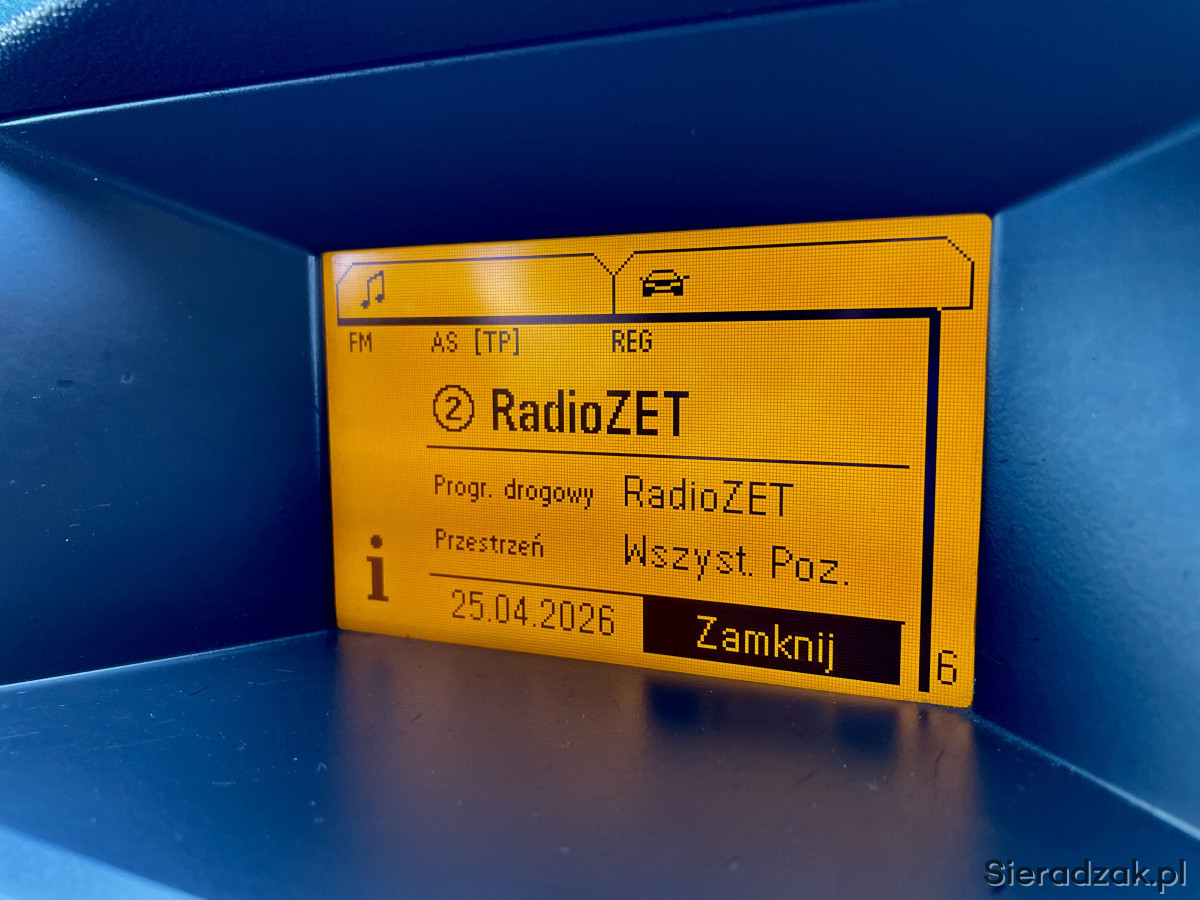 FM AS [TP] REG
2 RadioZET
Progr. drogowy RadioZET
Przestrzeń Wszyst. Poz.
i
25.04.2026 Zamknij
6
Sieradzak.pl